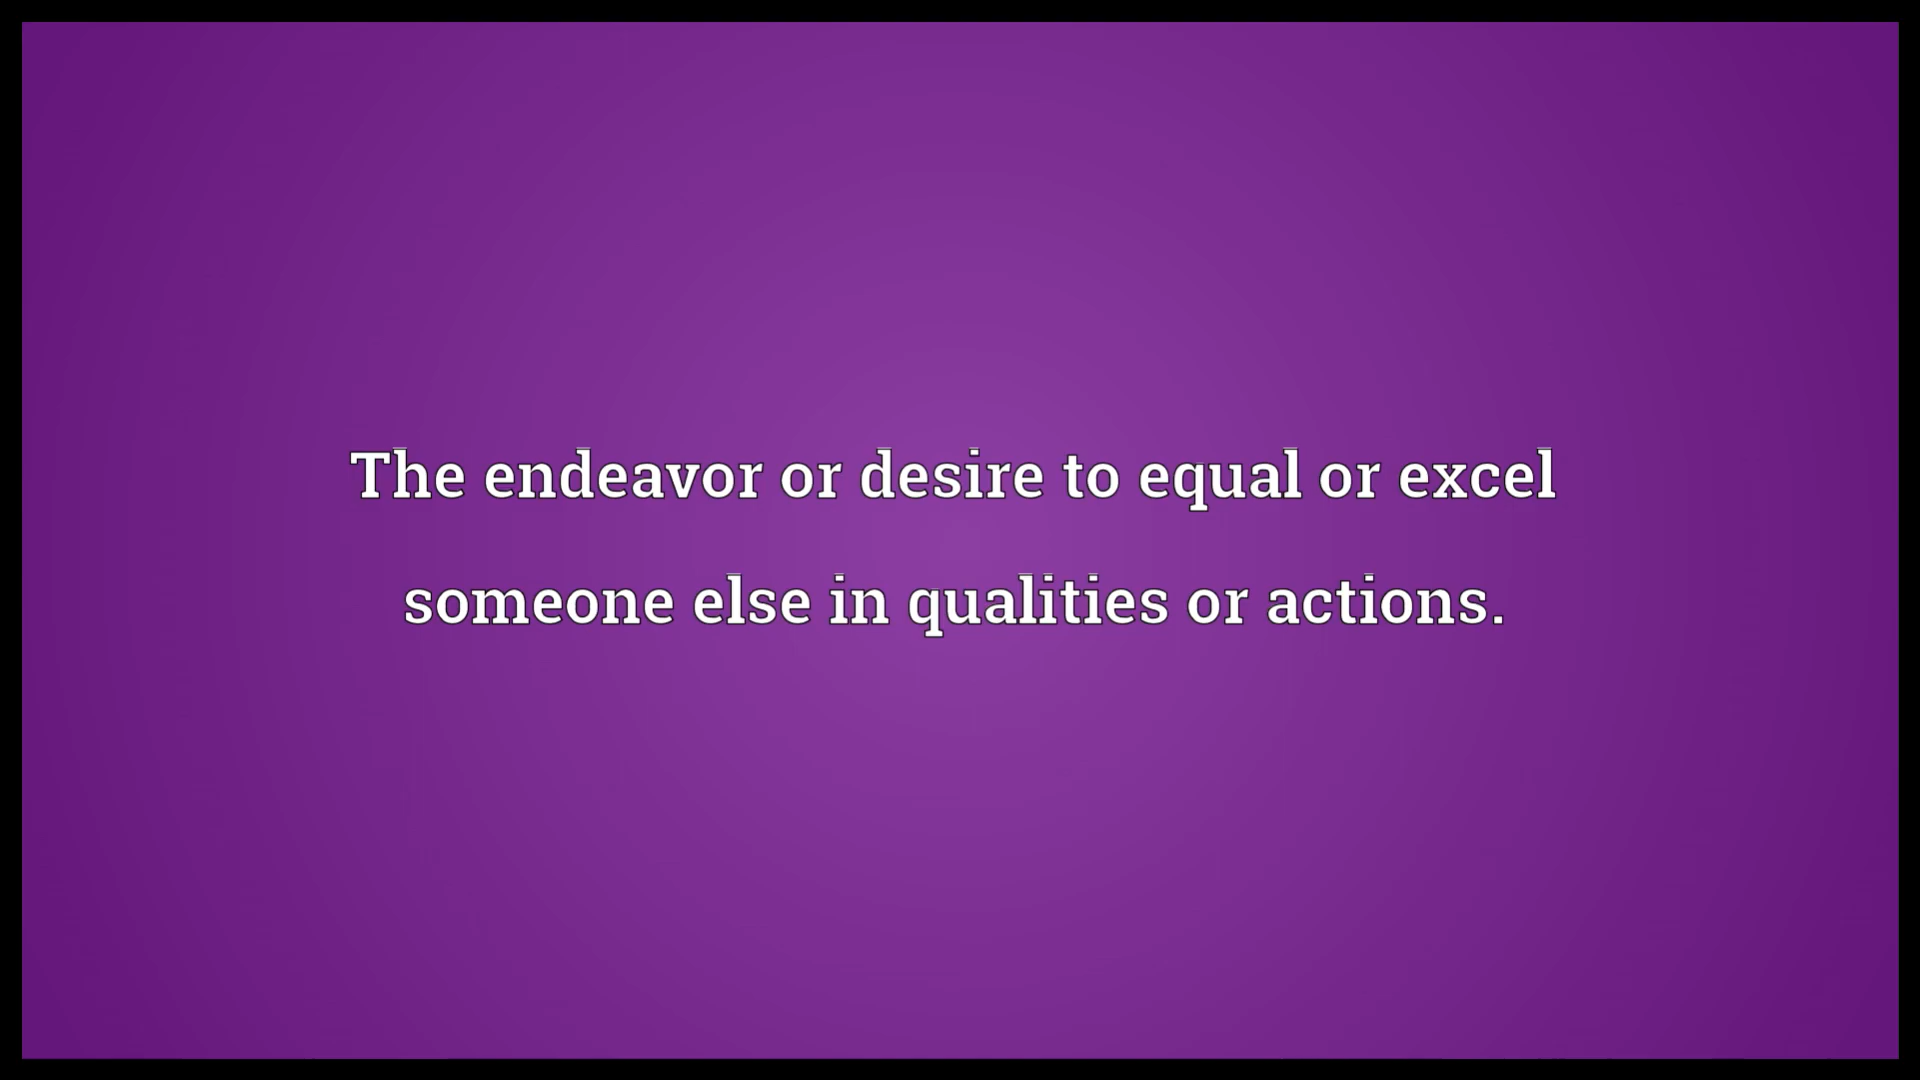 The endeavor or desire to equal or excel
someone else in qualities or actions.